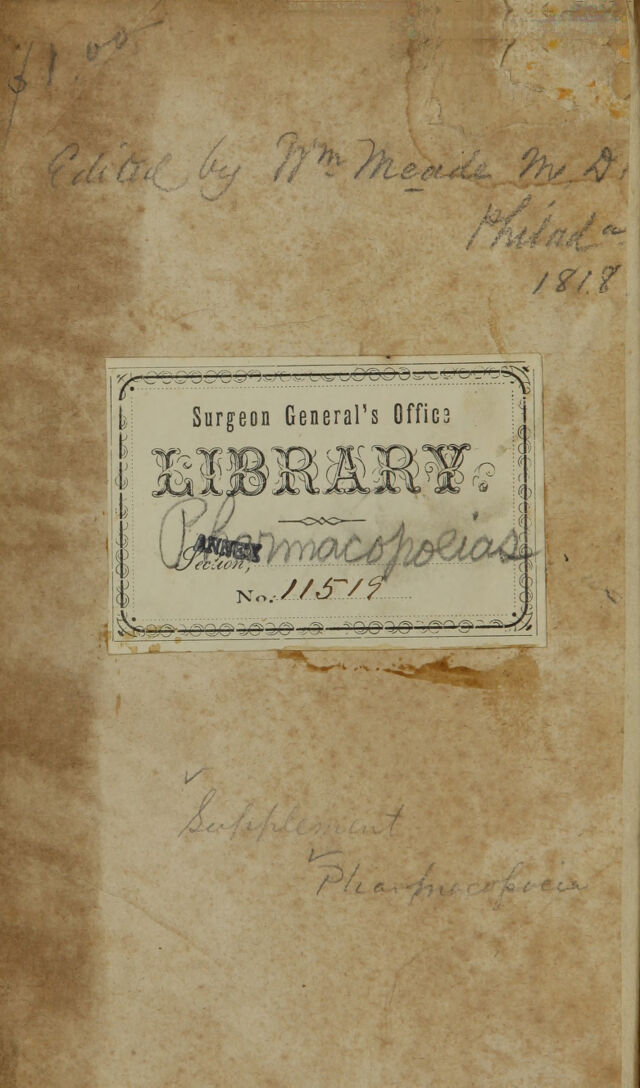 $1.00
Edited by Wm Meade M.D.
Philada
1818
Surgeon General's Office
LIBRARY.
Pharmacopoeias
ANNEX
Section,
No. 11519
Supplement
Pharmacopoeia